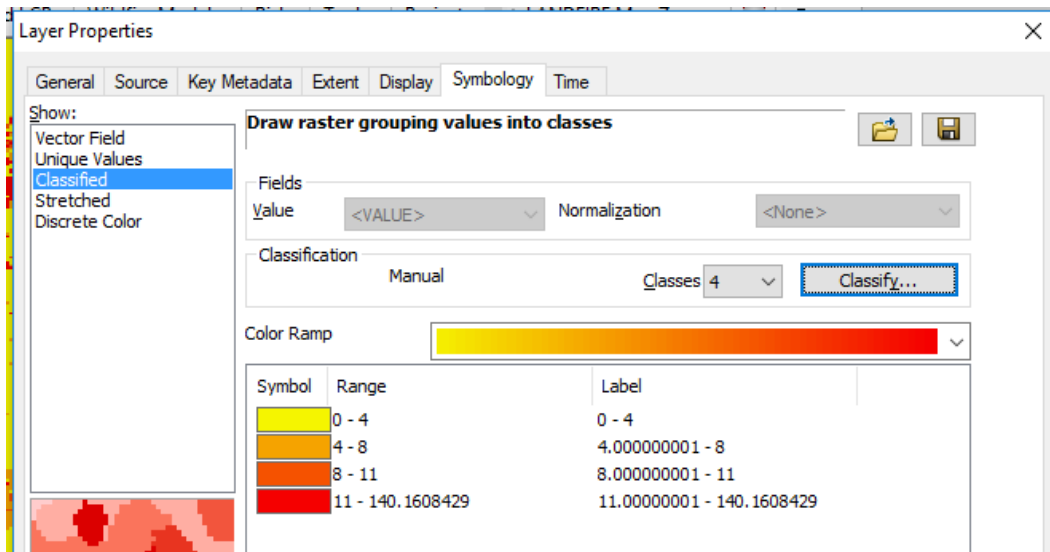 Layer Properties
General Source Key Metadata Extent Display Symbology Time
Show:
Vector Field
Unique Values
Classified
Stretched
Discrete Color
Draw raster grouping values into classes
Fields
Value <VALUE> Normalization <None>
Classification
Manual Classes 4 Classify...
Color Ramp
Symbol Range Label
0 - 4 0 - 4
4 - 8 4.000000001 - 8
8 - 11 8.000000001 - 11
11 - 140.1608429 11.00000001 - 140.1608429